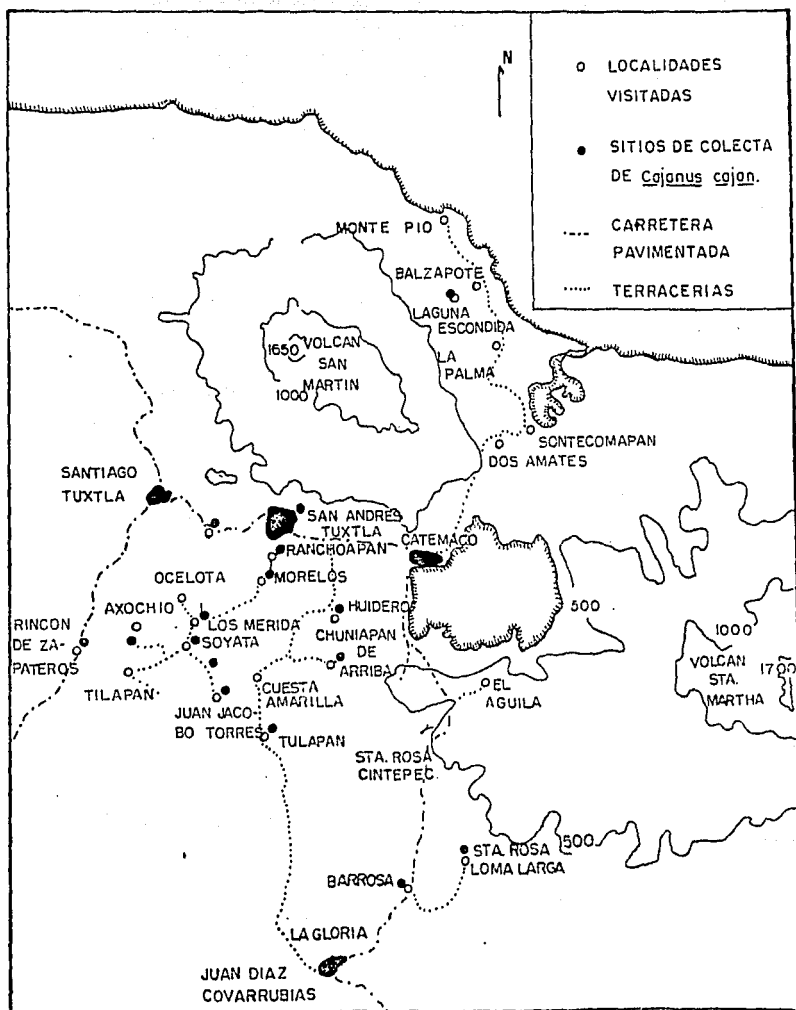 N
LOCALIDADES
VISITADAS
SITIOS DE COLECTA
DE Cajanus cajan.
CARRETERA
PAVIMENTADA
TERRACERIAS
MONTE PIO
BALZAPOTE
LAGUNA
ESCONDIDA
LA
PALMA
1650
VOLCAN
SAN
MARTIN
1000
SONTECOMAPAN
DOS AMATES
SANTIAGO
TUXTLA
SAN ANDRES
TUXTLA
CATEMACO
RANCHOAPAN
MORELOS
OCELOTA
AXOCHIO
LOS MERIDA
SOYATA
HUIDERO
CHUNIAPAN
DE
ARRIBA
RINCON
DE ZA-
PATEROS
TILAPAN
JUAN JACO-
BO TORRES
CUESTA
AMARILLA
TULAPAN
EL
AGUILA
500
1000
VOLCAN
STA.
MARTHA
1700
STA. ROSA
CINTEPEC.
500
STA. ROSA
LOMA LARGA
BARROSA
LA GLORIA
JUAN DIAZ
COVARRUBIAS